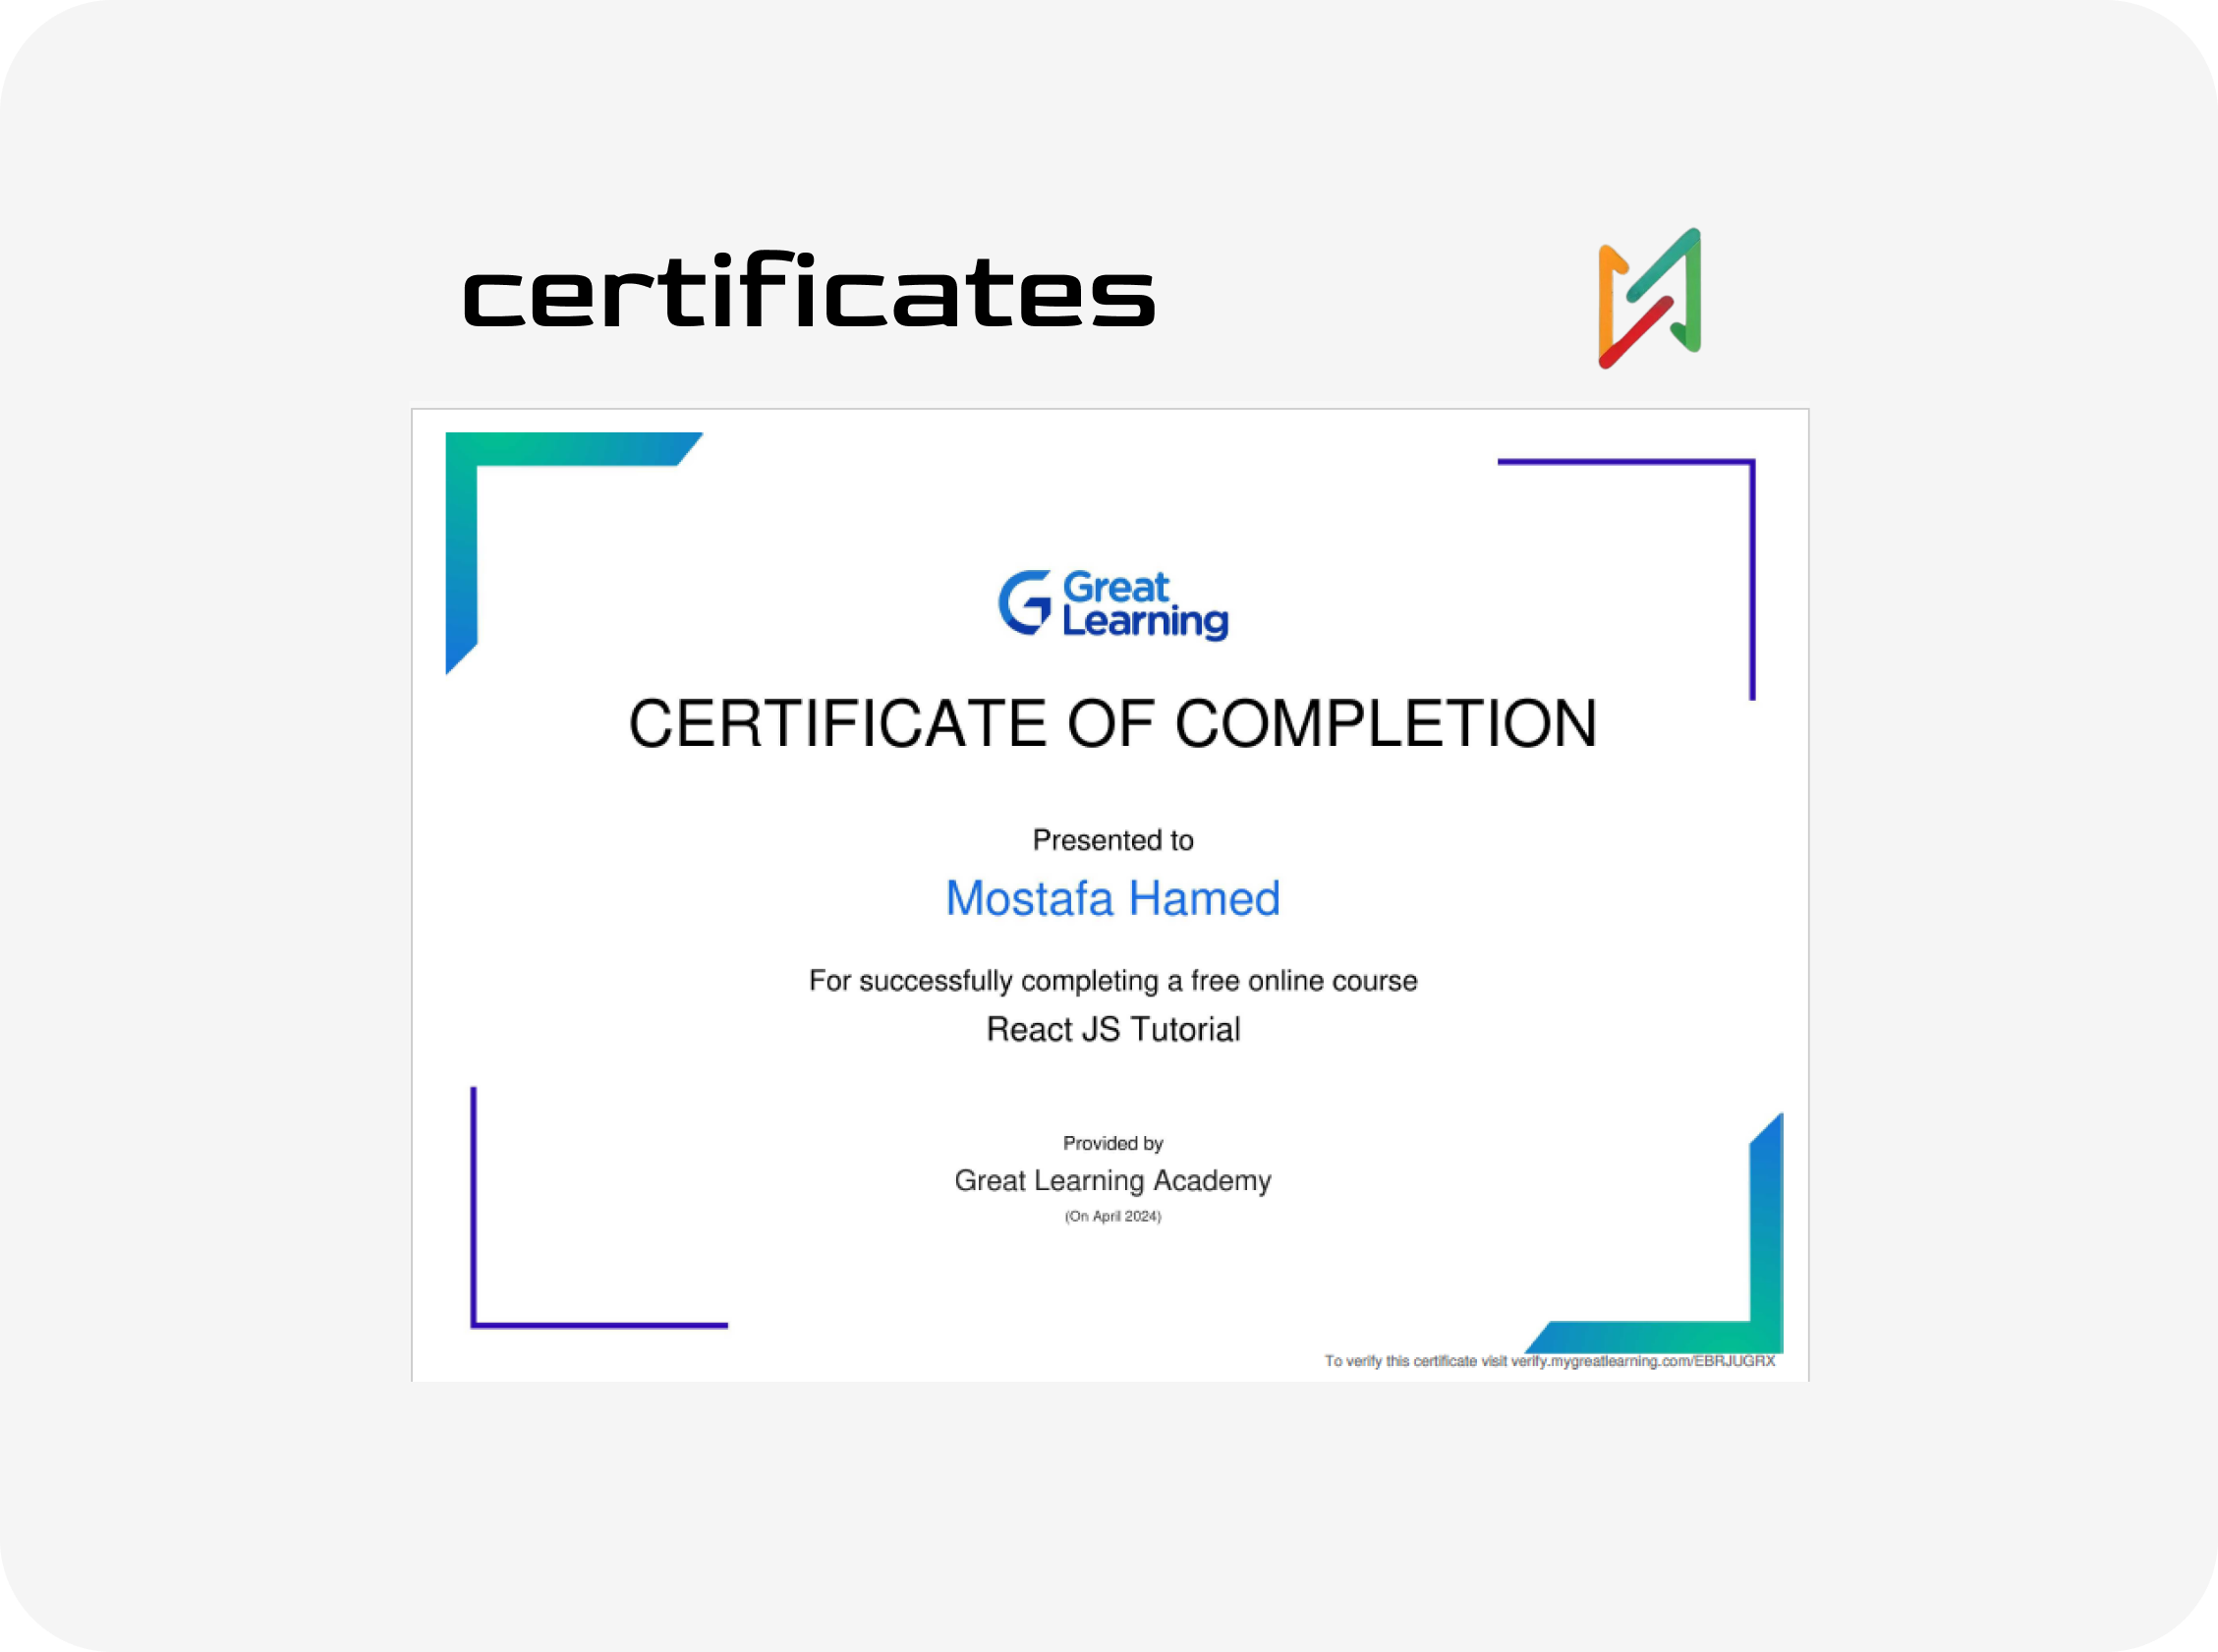 certificates
Great
Learning
CERTIFICATE OF COMPLETION
Presented to
Mostafa Hamed
For successfully completing a free online course
React JS Tutorial
Provided by
Great Learning Academy
(On April 2024)
To verify this certificate visit verify.mygreatlearning.com/EBRJUGRX